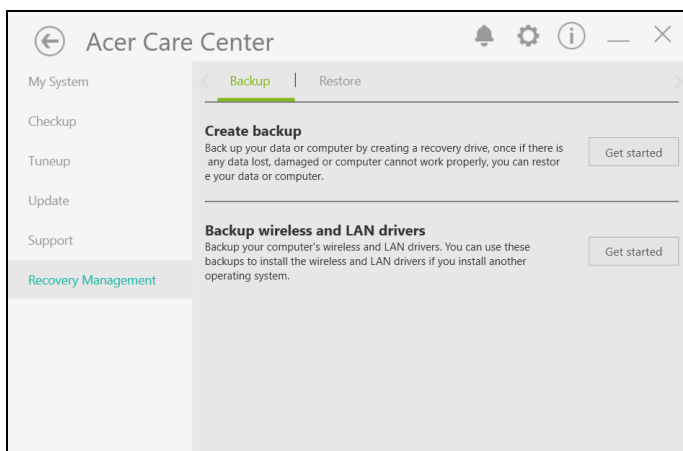 Acer Care Center
My System
Checkup
Tuneup
Update
Support
Recovery Management
Backup | Restore
Create backup
Back up your data or computer by creating a recovery drive, once if there is
any data lost, damaged or computer cannot work properly, you can restor
e your data or computer.
Get started
Backup wireless and LAN drivers
Backup your computer's wireless and LAN drivers. You can use these
backups to install the wireless and LAN drivers if you install another
operating system.
Get started